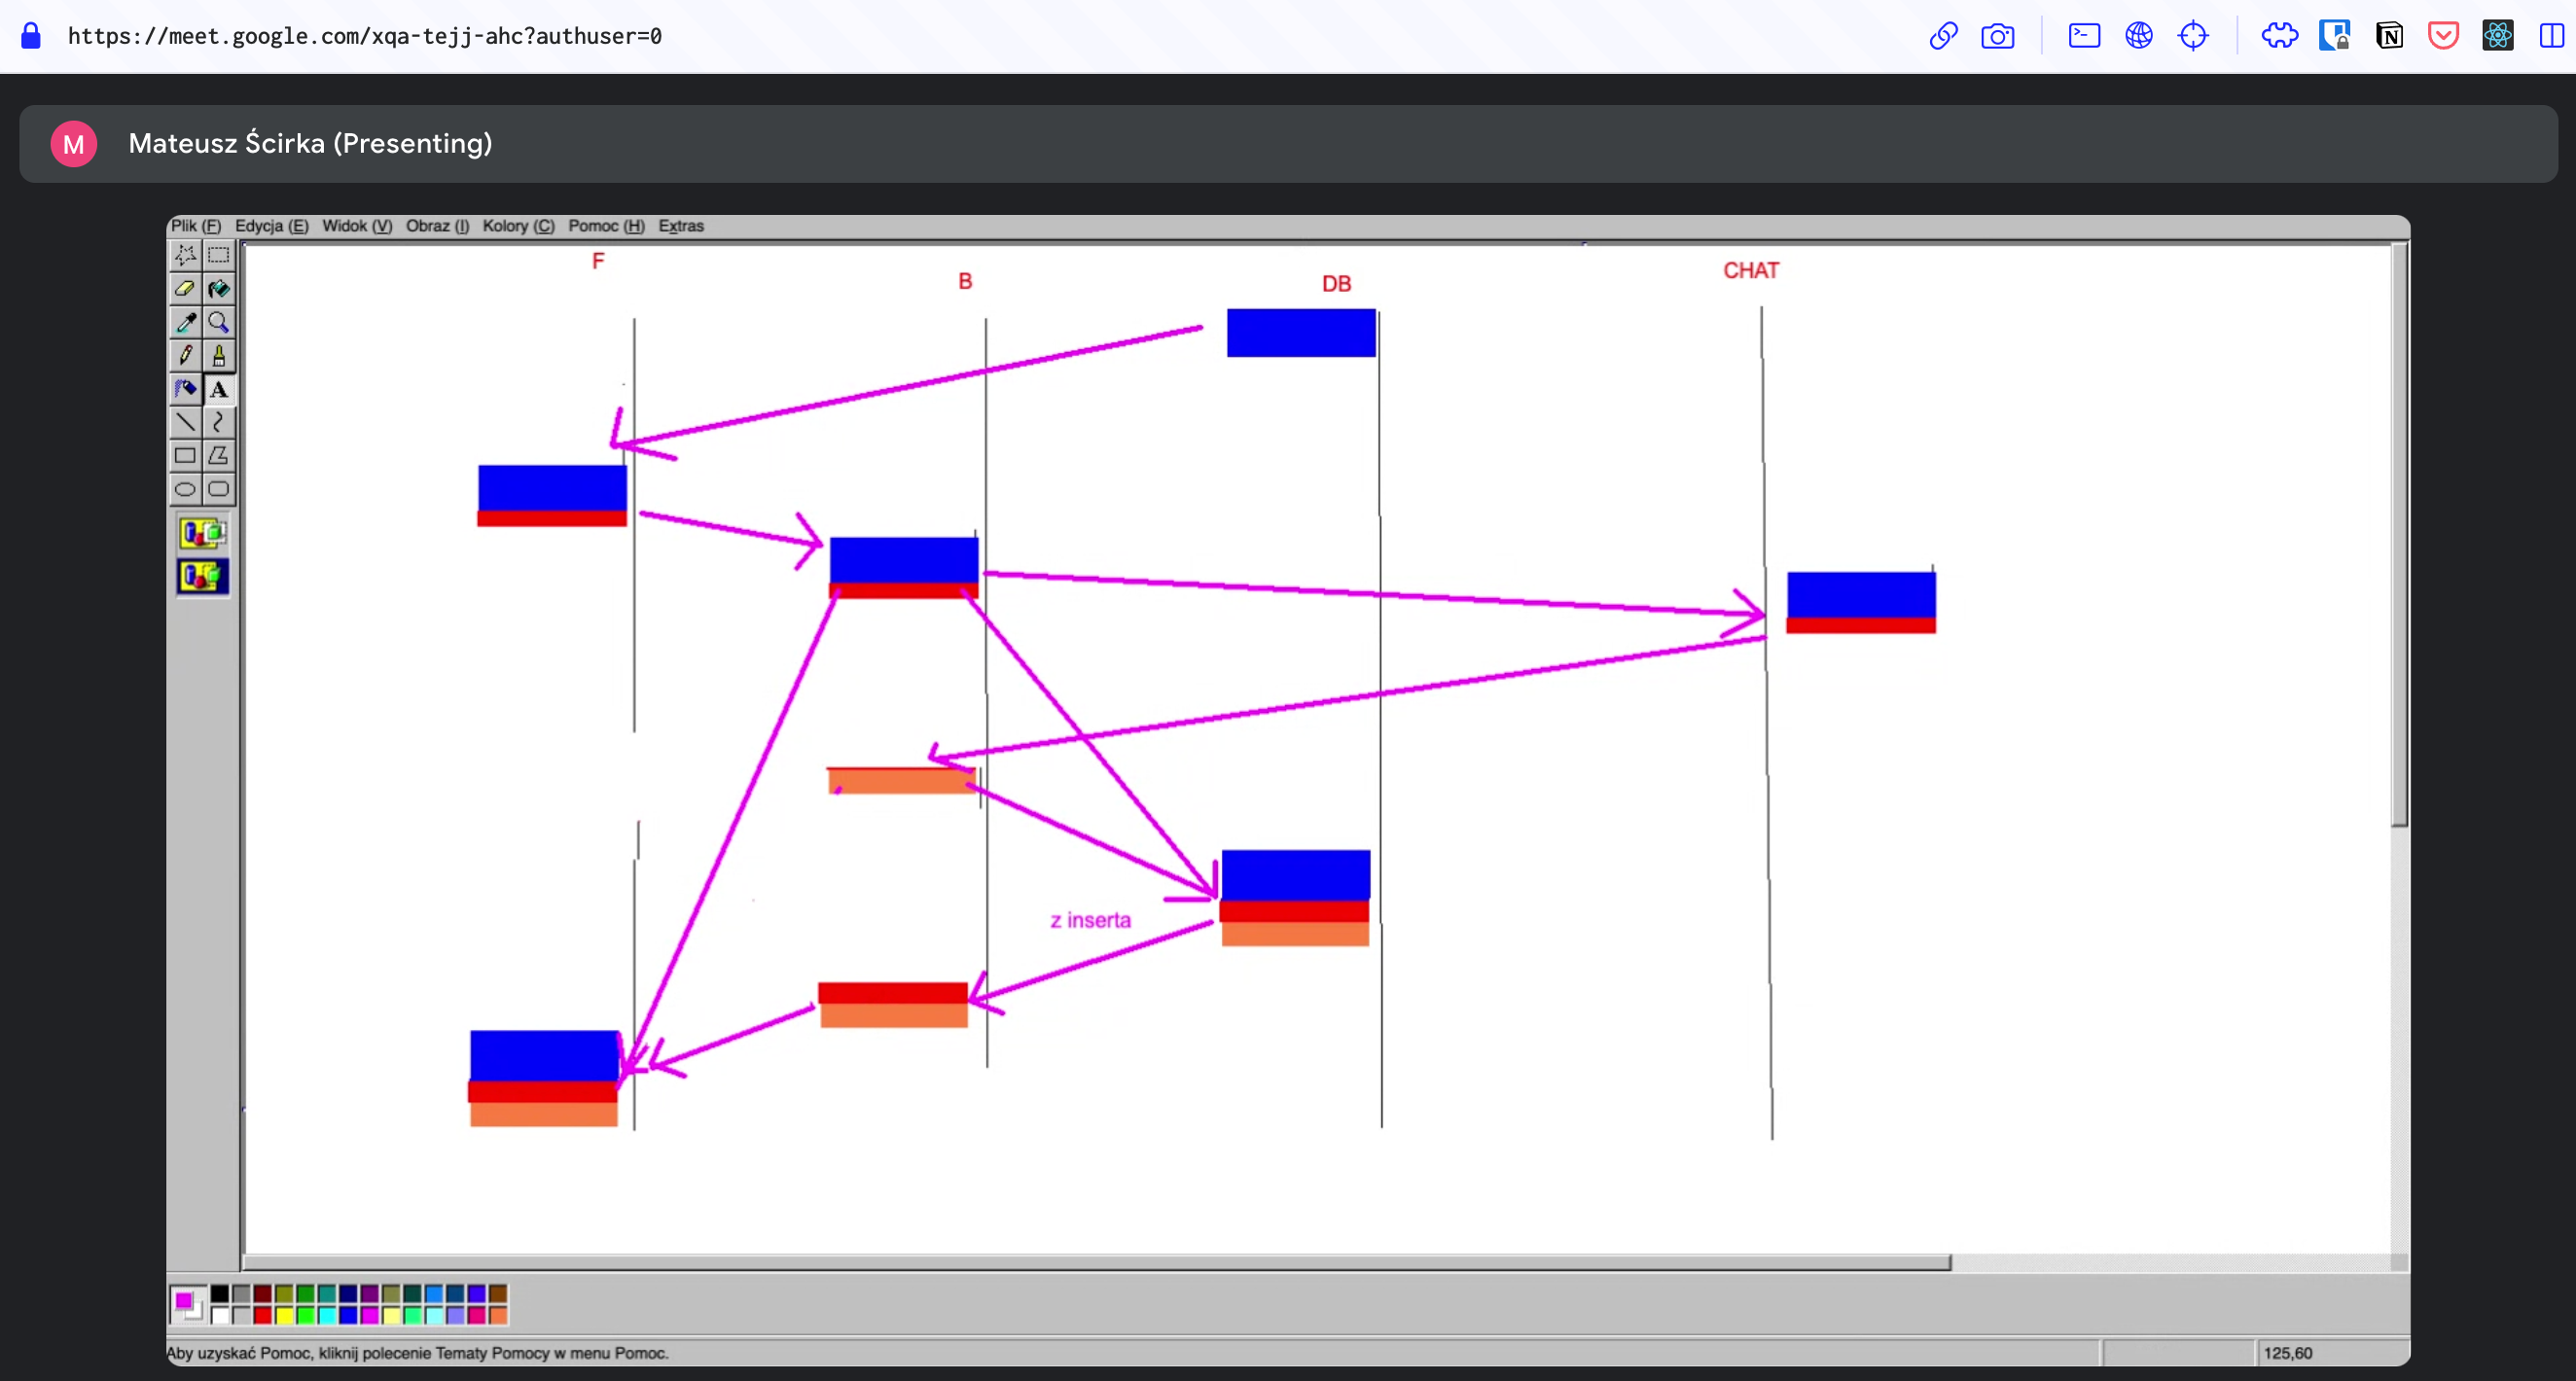 https://meet.google.com/xqa-tejj-ahc?authuser=0
M
Mateusz Ścirka (Presenting)
Plik (F) Edycja (E) Widok (V) Obraz (I) Kolory (C) Pomoc (H) Extras
F
B
DB
CHAT
A
z inserta
Aby uzyskać Pomoc, kliknij polecenie Tematy Pomocy w menu Pomoc.
125,60